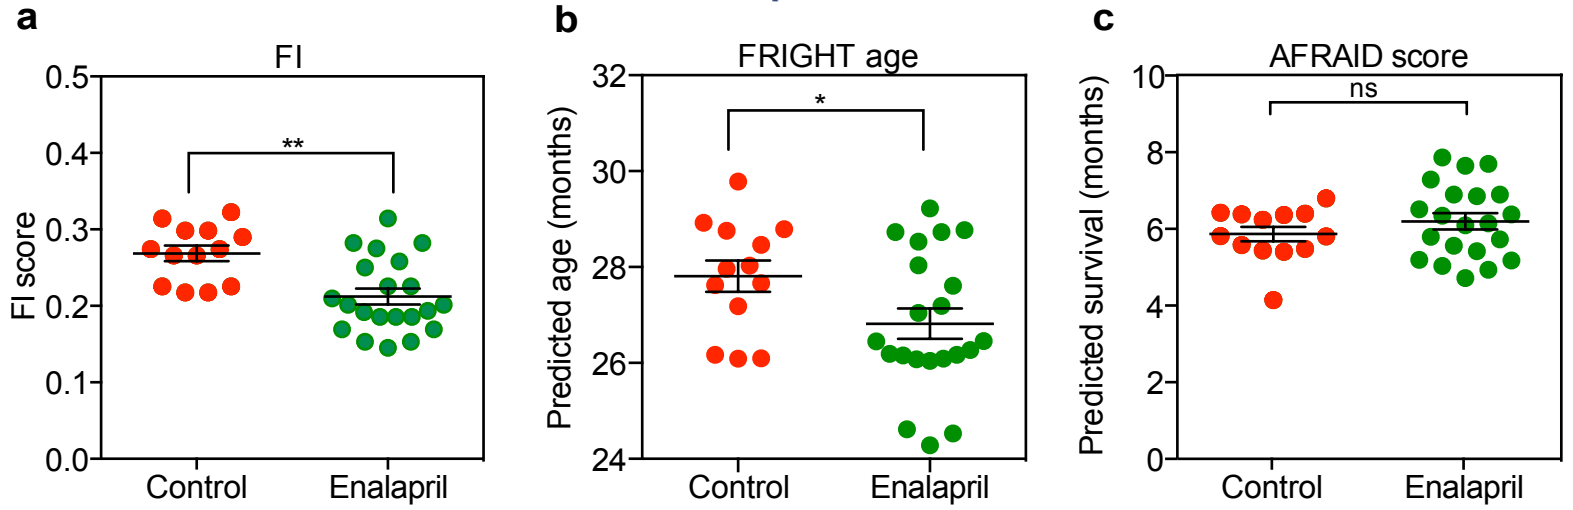 a
FI
FI score
0.5
0.4
0.3
0.2
0.1
0.0
**
Control
Enalapril
b
FRIGHT age
Predicted age (months)
32
30
28
26
24
*
Control
Enalapril
c
AFRAID score
Predicted survival (months)
10
8
6
4
2
0
ns
Control
Enalapril